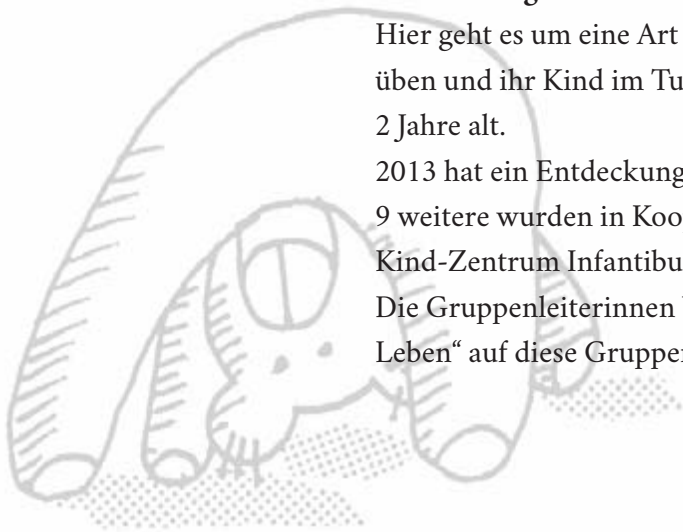 Hier geht es um eine Art
üben und ihr Kind im Tu
2 Jahre alt.
2013 hat ein Entdeckung
9 weitere wurden in Koo
Kind-Zentrum Infantibu
Die Gruppenleiterinnen
Leben“ auf diese Gruppe